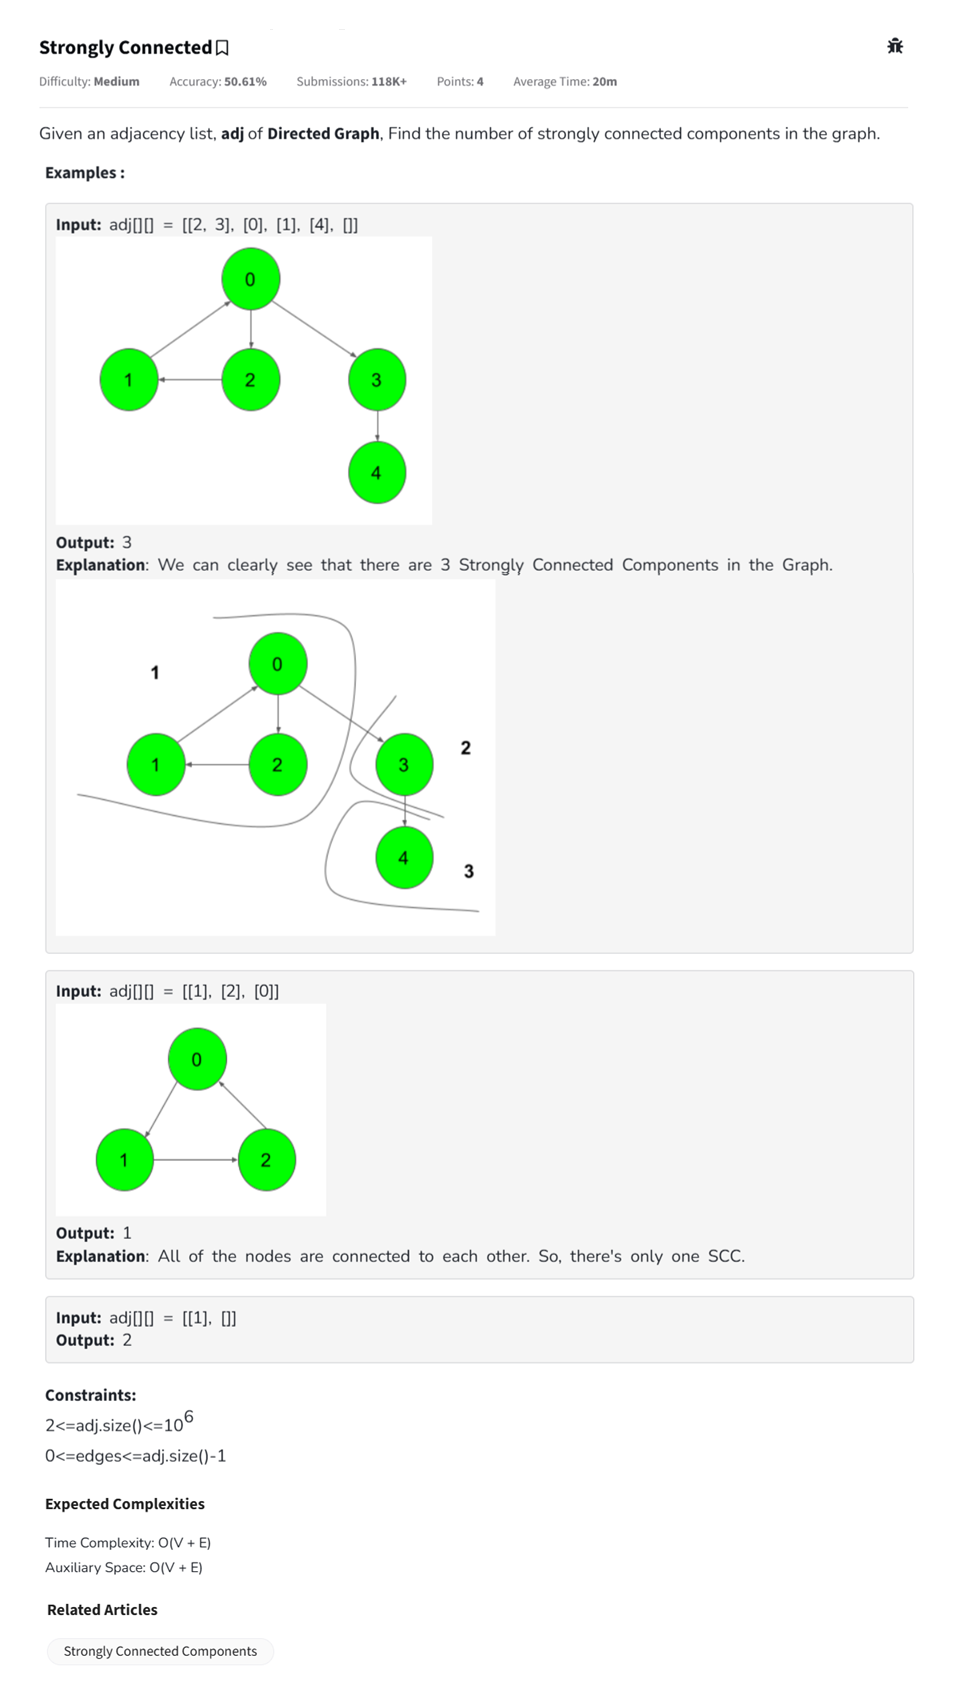 Strongly Connected
Difficulty: Medium Accuracy: 50.61% Submissions: 118K+ Points: 4 Average Time: 20m
Given an adjacency list, adj of Directed Graph, Find the number of strongly connected components in the graph.
Examples :
Input: adj[][] = [[2, 3], [0], [1], [4], []]
0
1 2 3
4
Output: 3
Explanation: We can clearly see that there are 3 Strongly Connected Components in the Graph.
0
1
2
1 2 3
4
3
Input: adj[][] = [[1], [2], [0]]
0
1 2
Output: 1
Explanation: All of the nodes are connected to each other. So, there's only one SCC.
Input: adj[][] = [[1], []]
Output: 2
Constraints:
2<=adj.size()<=10^6
0<=edges<=adj.size()-1
Expected Complexities
Time Complexity: O(V + E)
Auxiliary Space: O(V + E)
Related Articles
Strongly Connected Components